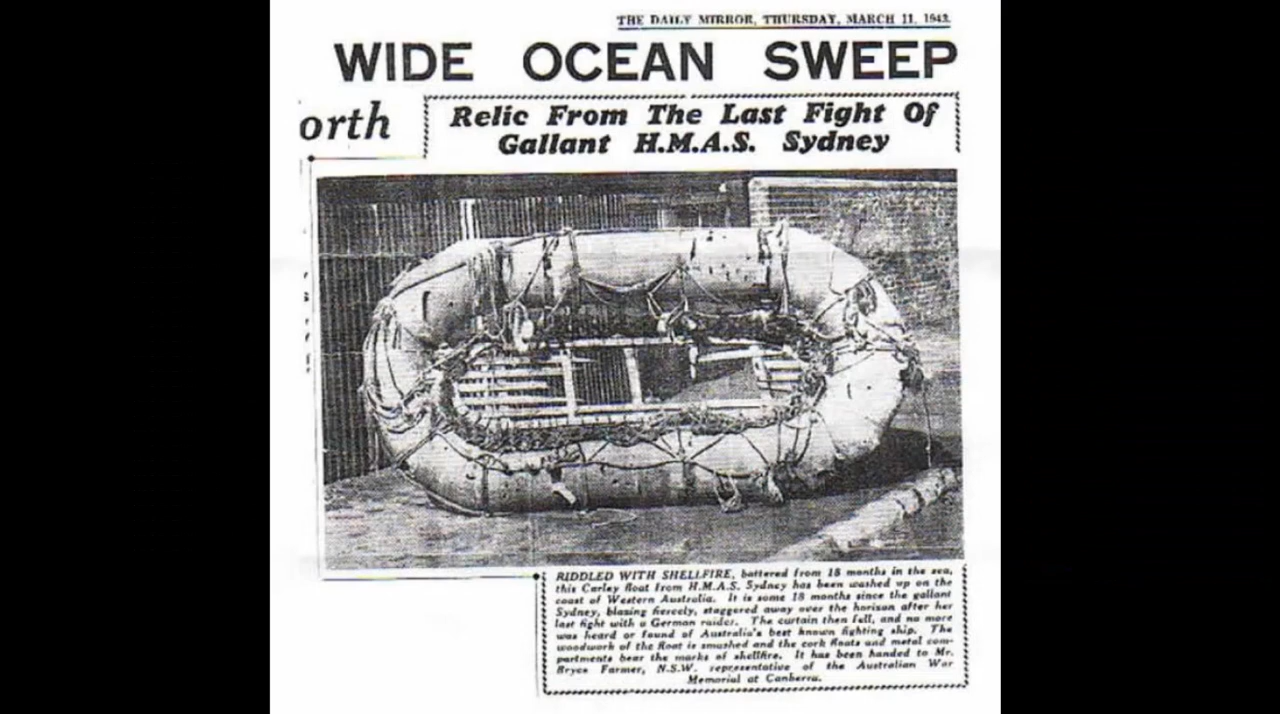 THE DAILY MIRROR, THURSDAY, MARCH 11, 1943.
WIDE OCEAN SWEEP
orth
Relic From The Last Fight Of
Gallant H.M.A.S. Sydney
RIDDLED WITH SHELLFIRE, battered from 18 months in the sea,
this Carley float from H.M.A.S. Sydney has been washed up on the
coast of Western Australia. It is some 18 months since the gallant
Sydney, blazing fiercely, staggered away over the horizon after her
last fight with a German raider. The curtain then fell, and no more
was heard or found of Australia's best known fighting ship. The
woodwork of the float is smashed and the cork floats and metal com-
partments bear the marks of shellfire. It has been handed to Mr.
Bryce Farmer, N.S.W. representative of the Australian War
Memorial at Canberra.